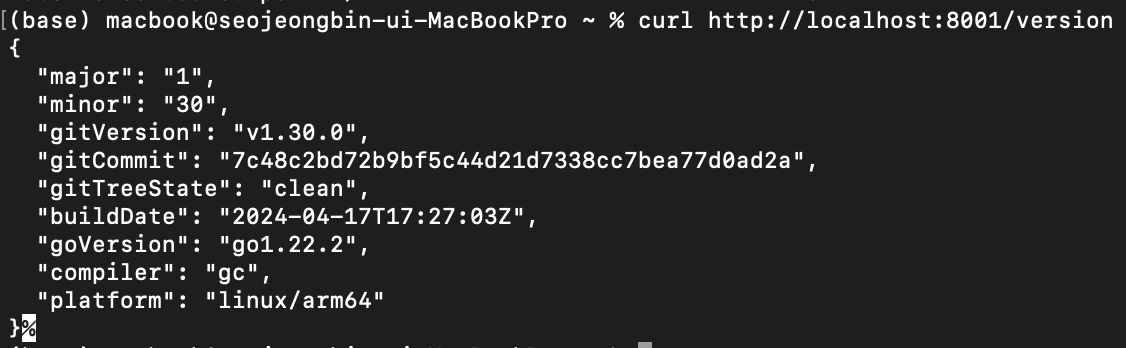 [(base) macbook@seojeongbin-ui-MacBookPro ~ % curl http://localhost:8001/version
{
  "major": "1",
  "minor": "30",
  "gitVersion": "v1.30.0",
  "gitCommit": "7c48c2bd72b9bf5c44d21d7338cc7bea77d0ad2a",
  "gitTreeState": "clean",
  "buildDate": "2024-04-17T17:27:03Z",
  "goVersion": "go1.22.2",
  "compiler": "gc",
  "platform": "linux/arm64"
}%